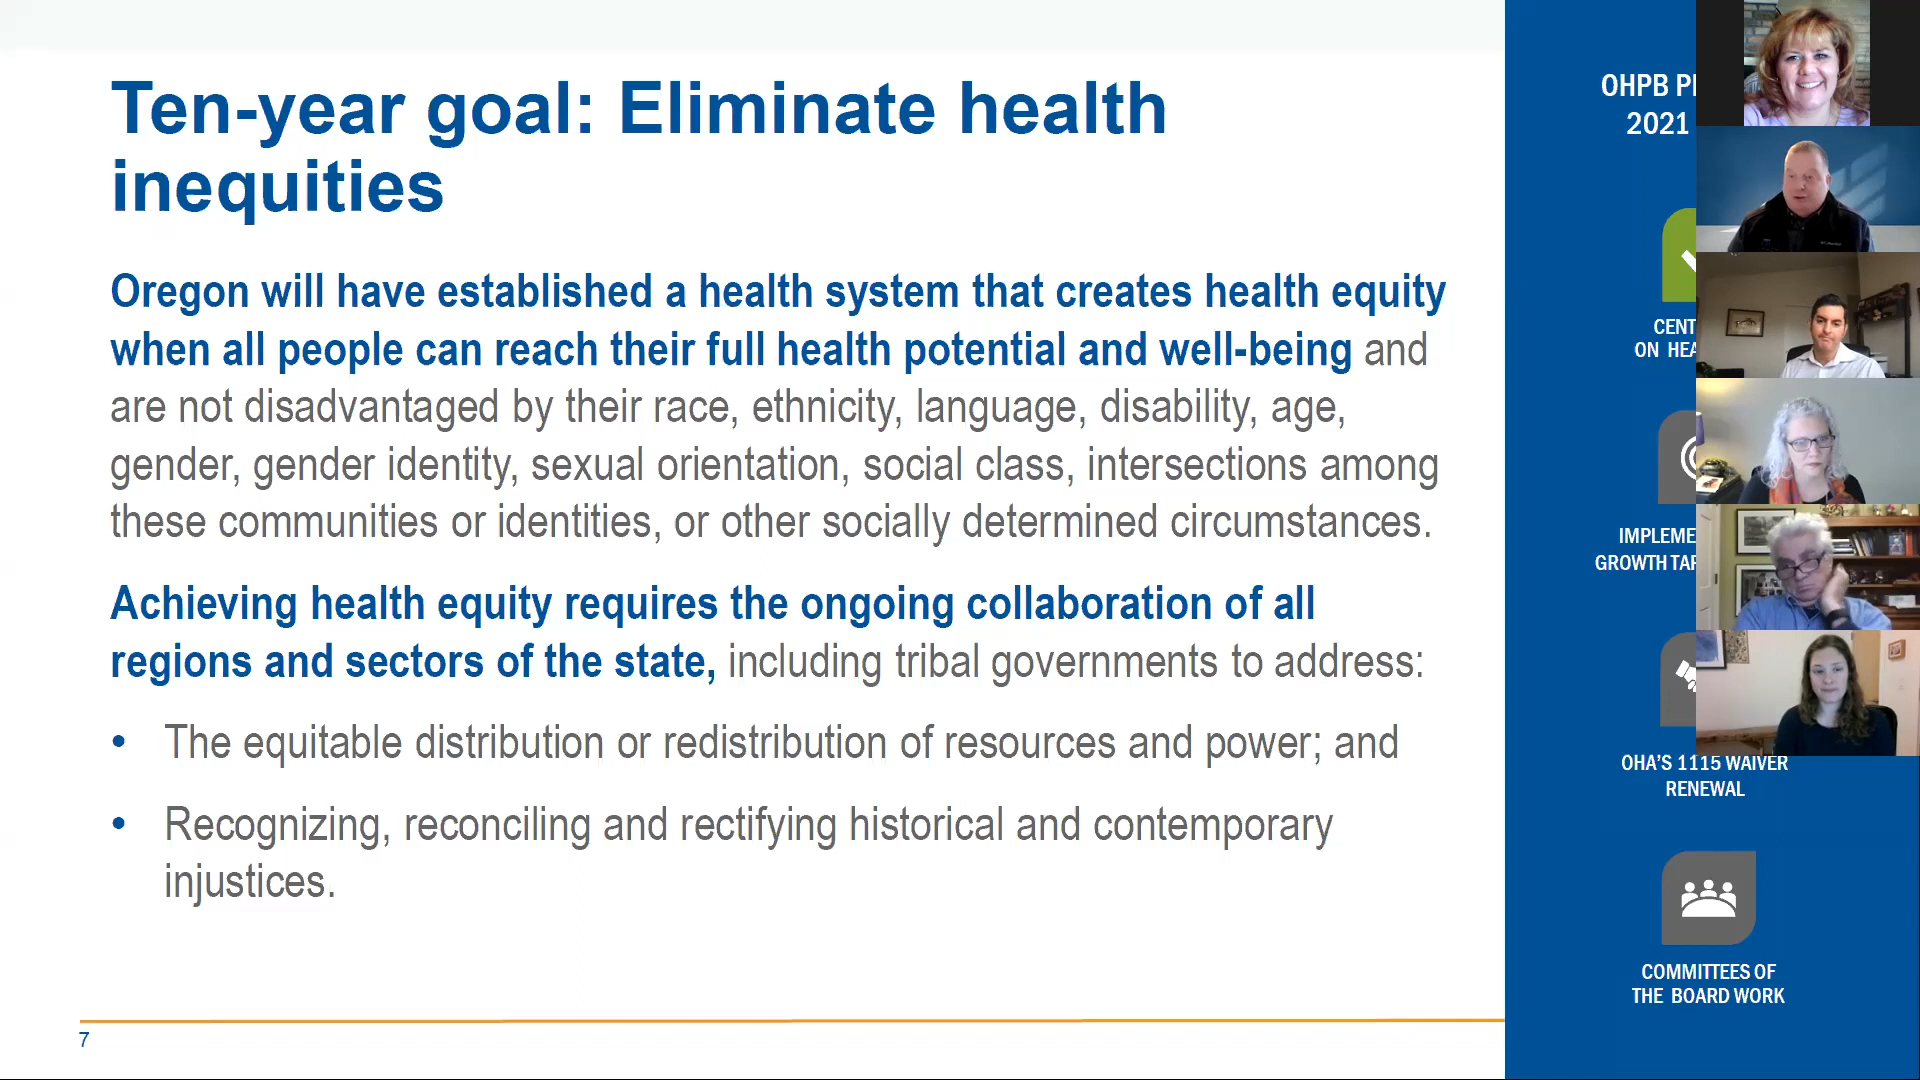 Ten-year goal: Eliminate health
inequities
Oregon will have established a health system that creates health equity
when all people can reach their full health potential and well-being and
are not disadvantaged by their race, ethnicity, language, disability, age,
gender, gender identity, sexual orientation, social class, intersections among
these communities or identities, or other socially determined circumstances.
Achieving health equity requires the ongoing collaboration of all
regions and sectors of the state, including tribal governments to address:
• The equitable distribution or redistribution of resources and power; and
• Recognizing, reconciling and rectifying historical and contemporary
injustices.
7
OHPB
2021
ON
GROWTH
OHA'S 1115 WAIVER
RENEWAL
COMMITTEES OF
THE BOARD WORK